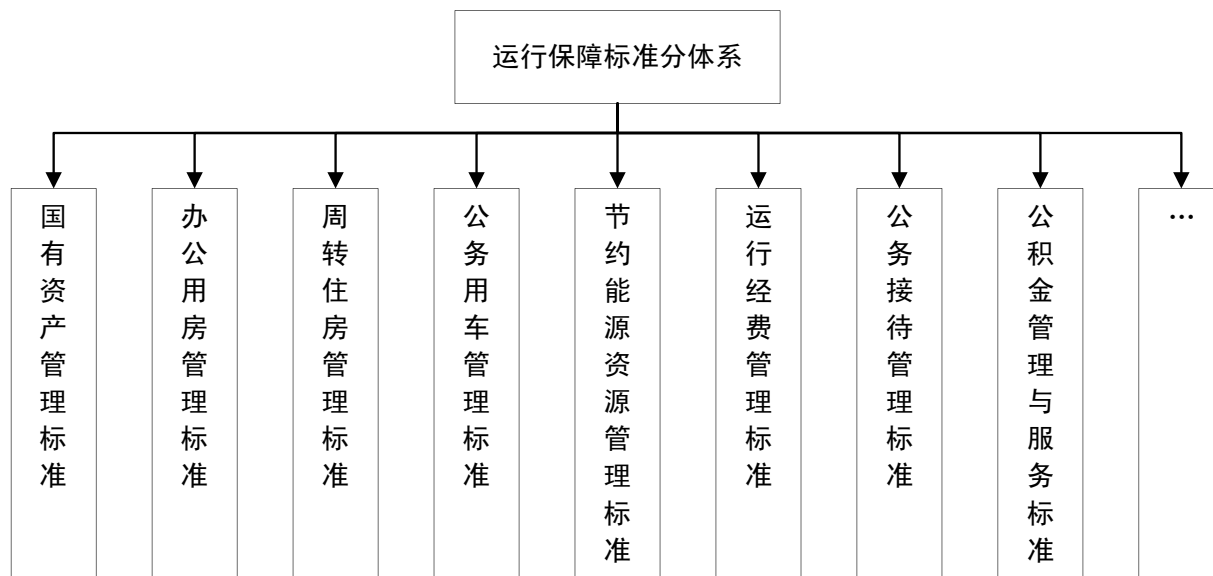 运行保障标准分体系
国有资产管理标准
办公用房管理标准
周转住房管理标准
公务用车管理标准
节约能源资源管理标准
运行经费管理标准
公务接待管理标准
公积金管理与服务标准
…